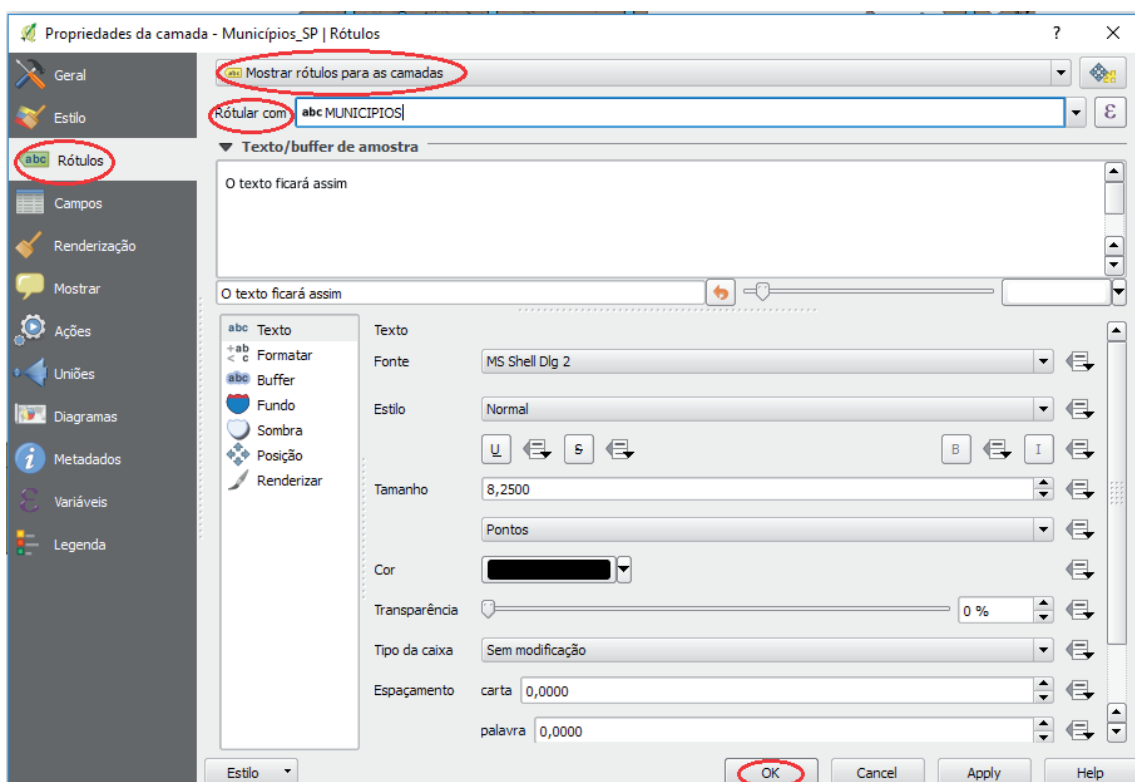 Propriedades da camada - Municípios_SP | Rótulos
?
X
Geral
Estilo
abc Rótulos
Campos
Renderização
Mostrar
Ações
Uniões
Diagramas
Metadados
Variáveis
Legenda
abc Mostrar rótulos para as camadas
Rótular com abc MUNICIPIOS
ε
Texto/buffer de amostra
O texto ficará assim
O texto ficará assim
abc Texto
+ab < c Formatar
abc Buffer
Fundo
Sombra
Posição
Renderizar
Texto
Fonte MS Shell Dlg 2
Estilo Normal
U S B I
Tamanho 8,2500
Pontos
Cor
Transparência 0 %
Tipo da caixa Sem modificação
Espaçamento carta 0,0000
palavra 0,0000
Estilo OK Cancel Apply Help